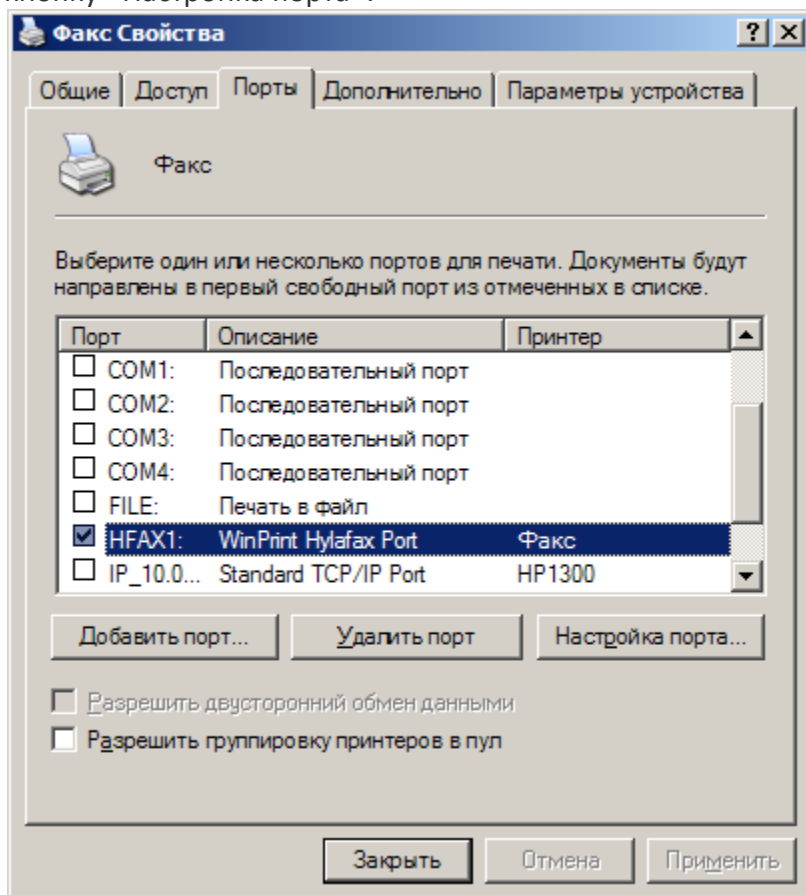 кнопку "Настройка порта".
Факс Свойства
Общие Доступ Порты Дополнительно Параметры устройства
Факс
Выберите один или несколько портов для печати. Документы будут
направлены в первый свободный порт из отмеченных в списке.
Порт Описание Принтер
COM1: Последовательный порт
COM2: Последовательный порт
COM3: Последовательный порт
COM4: Последовательный порт
FILE: Печать в файл
HFAX1: WinPrint Hylafax Port Факс
IP_10.0... Standard TCP/IP Port HP1300
Добавить порт... Удалить порт Настройка порта...
Разрешить двусторонний обмен данными
Разрешить группировку принтеров в пул
Закрыть Отмена Применить